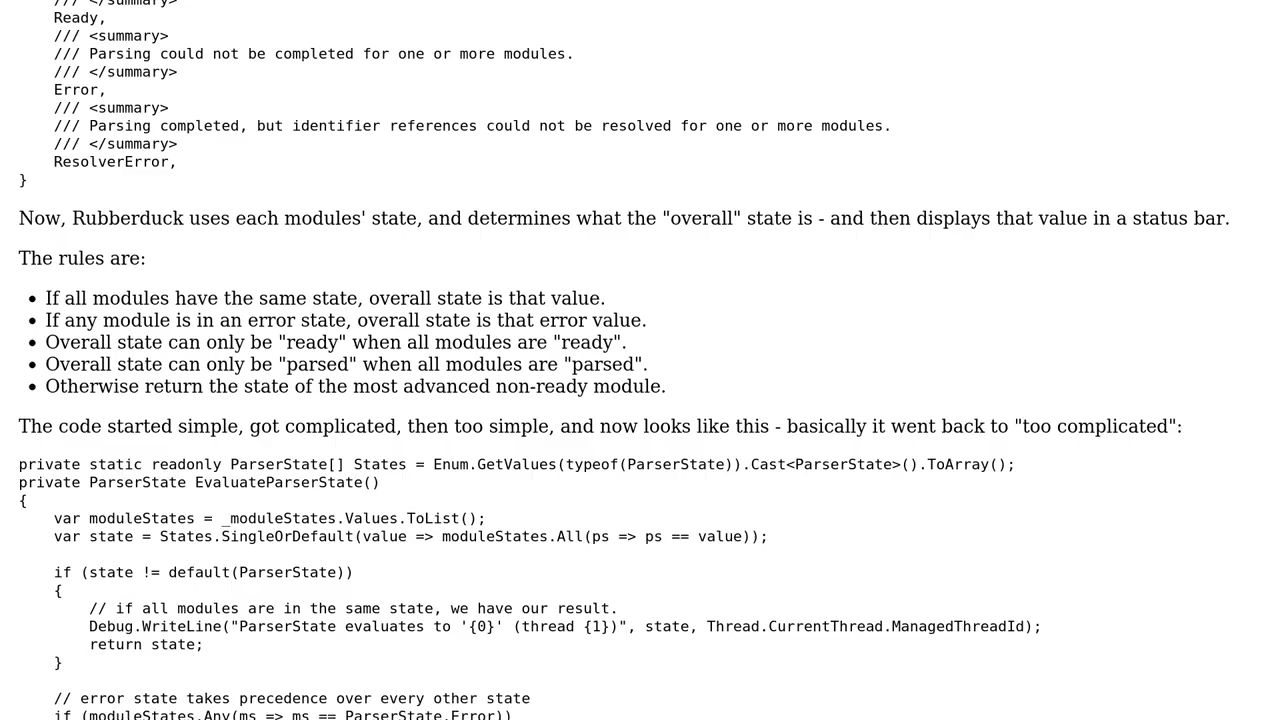 /// </summary>
Ready,
/// <summary>
/// Parsing could not be completed for one or more modules.
/// </summary>
Error,
/// <summary>
/// Parsing completed, but identifier references could not be resolved for one or more modules.
/// </summary>
ResolverError,
}
Now, Rubberduck uses each modules' state, and determines what the "overall" state is - and then displays that value in a status bar.
The rules are:
• If all modules have the same state, overall state is that value.
• If any module is in an error state, overall state is that error value.
• Overall state can only be "ready" when all modules are "ready".
• Overall state can only be "parsed" when all modules are "parsed".
• Otherwise return the state of the most advanced non-ready module.
The code started simple, got complicated, then too simple, and now looks like this - basically it went back to "too complicated":
private static readonly ParserState[] States = Enum.GetValues(typeof(ParserState)).Cast<ParserState>().ToArray();
private ParserState EvaluateParserState()
{
var moduleStates = _moduleStates.Values.ToList();
var state = States.SingleOrDefault(value => moduleStates.All(ps => ps == value));
if (state != default(ParserState))
{
// if all modules are in the same state, we have our result.
Debug.WriteLine("ParserState evaluates to '{0}' (thread {1})", state, Thread.CurrentThread.ManagedThreadId);
return state;
}
// error state takes precedence over every other state
if (moduleStates.Any(ms => ms == ParserState.Error))